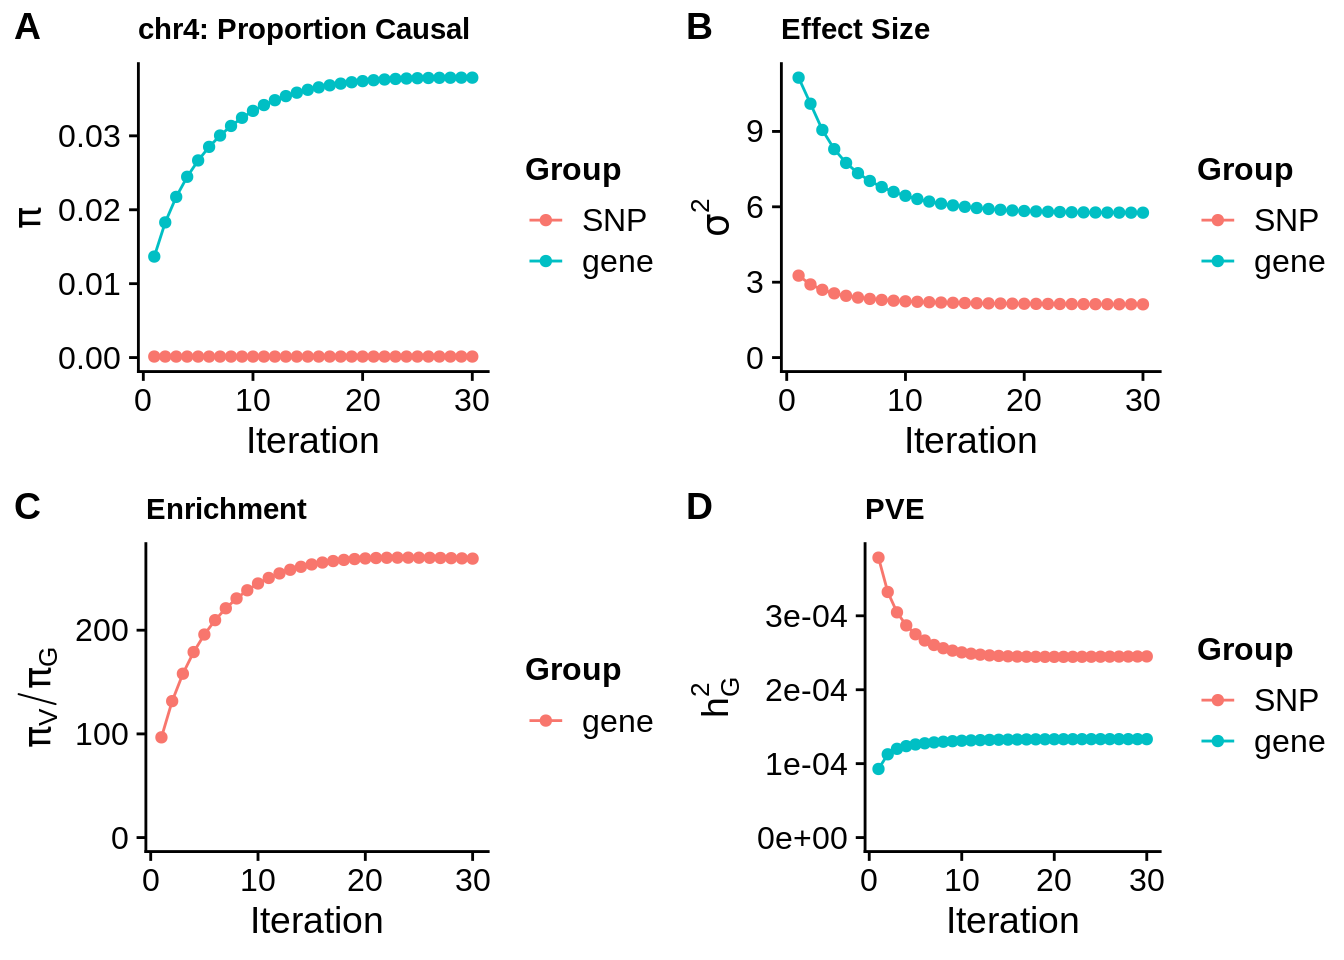 A
chr4: Proportion Causal
π
0.03
0.02
0.01
0.00
0 10 20 30
Iteration
Group
SNP
gene
B
Effect Size
σ²
9
6
3
0
0 10 20 30
Iteration
Group
SNP
gene
C
Enrichment
π_V/π_G
200
100
0
0 10 20 30
Iteration
Group
gene
D
PVE
h²_G
3e-04
2e-04
1e-04
0e+00
0 10 20 30
Iteration
Group
SNP
gene